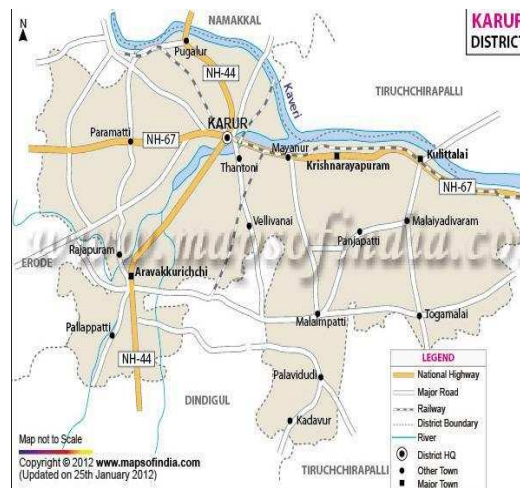 NAMAKKAL
KARUR
DISTRICT
N
Pugalur
NH-44
Kaveri
TIRUCHCHIRAPALLI
KARUR
Paramatti
NH-67
Thantoni
Mayanur
Krishnarayapuram
Kulittalai
NH-67
Vellivanai
Malaiyadivaram
Panjapatti
www.mapsofindia.co
Rajapuram
ERODE
Aravakkurichchi
Malaimpatti
Togamalai
Pallappatti
NH-44
Palavidudi
DINDIGUL
Kadavur
TIRUCHCHIRAPALLI
LEGEND
National Highway
Major Road
Railway
District Boundary
River
District HQ
Other Town
Major Town
Map not to Scale
Copyright © 2012 www.mapsofindia.com
(Updated on 25th January 2012)